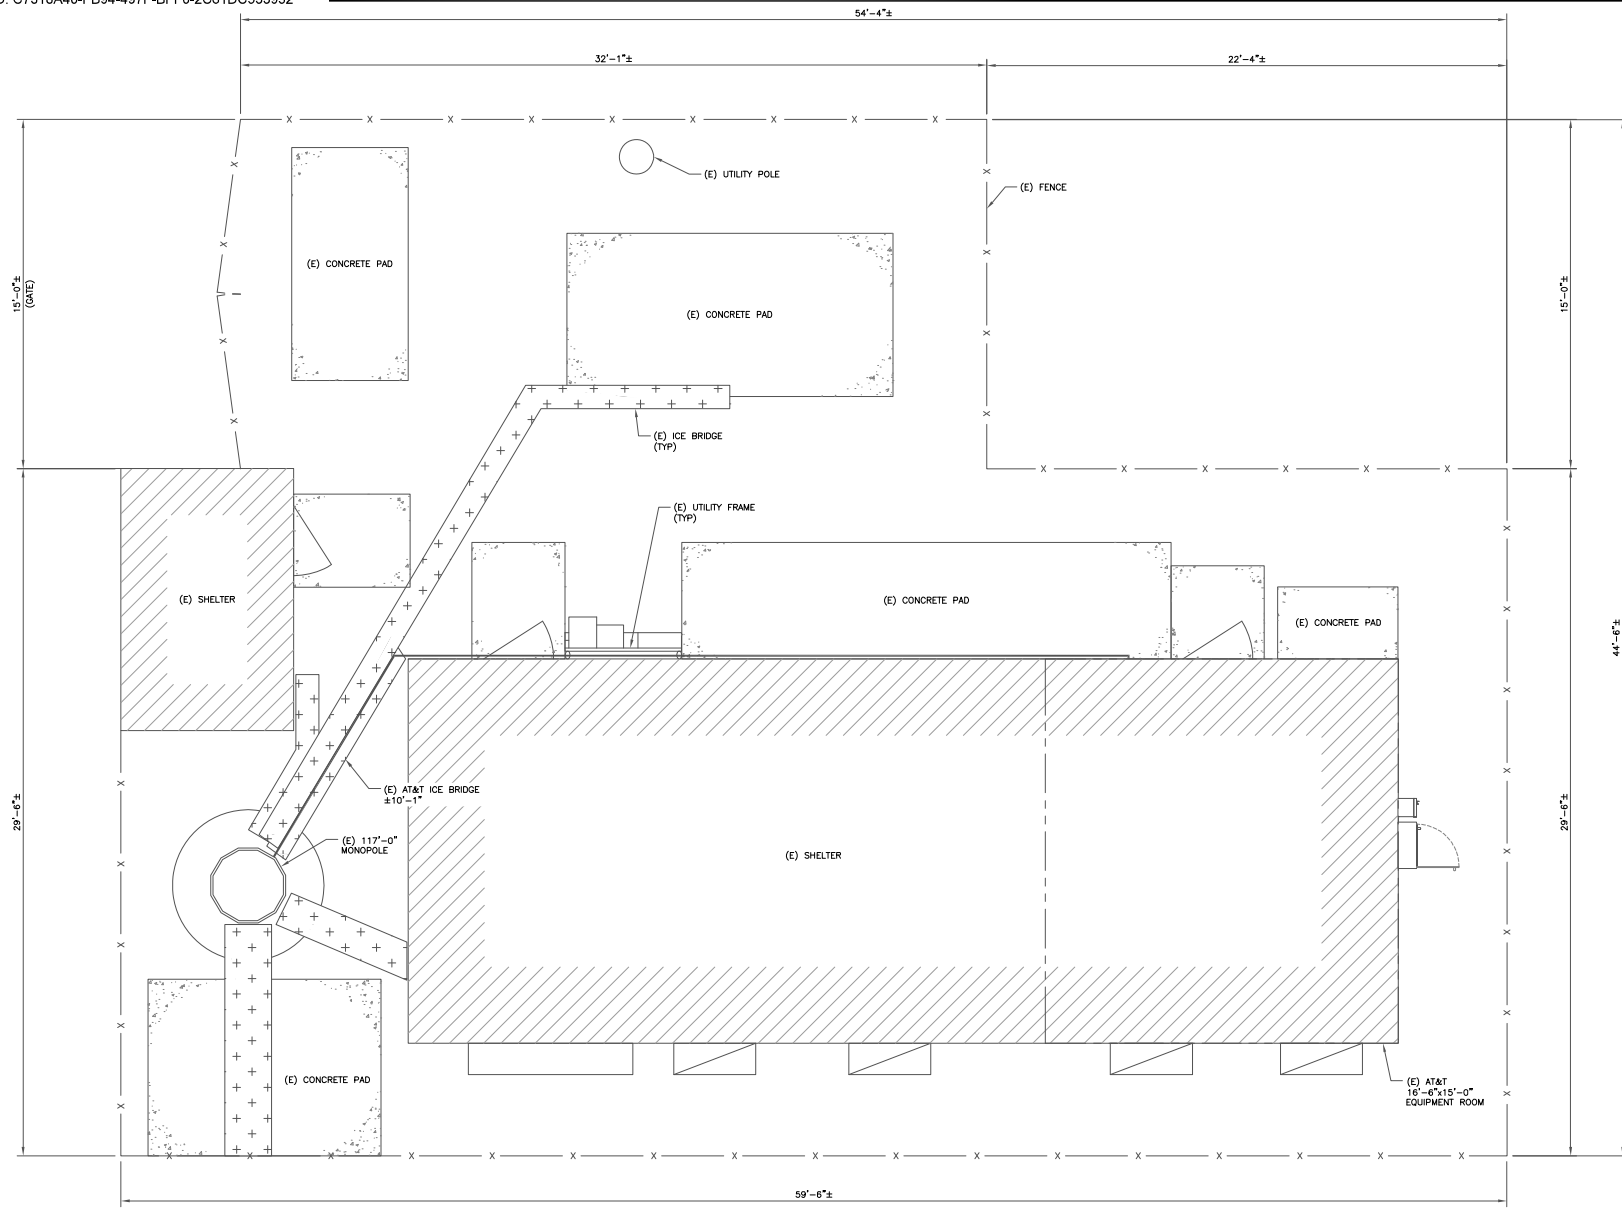 54'-4"±
32'-1"±
22'-4"±
(E) UTILITY POLE
(E) FENCE
(E) CONCRETE PAD
15'-0"±
(GATE)
15'-0"±
(E) CONCRETE PAD
(E) ICE BRIDGE
(TYP)
(E) UTILITY FRAME
(TYP)
(E) SHELTER
(E) CONCRETE PAD
(E) CONCRETE PAD
44'-6"±
(E) AT&T ICE BRIDGE
±10'-1"
29'-6"±
29'-6"±
(E) 117'-0"
MONOPOLE
(E) SHELTER
(E) CONCRETE PAD
(E) AT&T
16'-6"x15'-0"
EQUIPMENT ROOM
59'-6"±